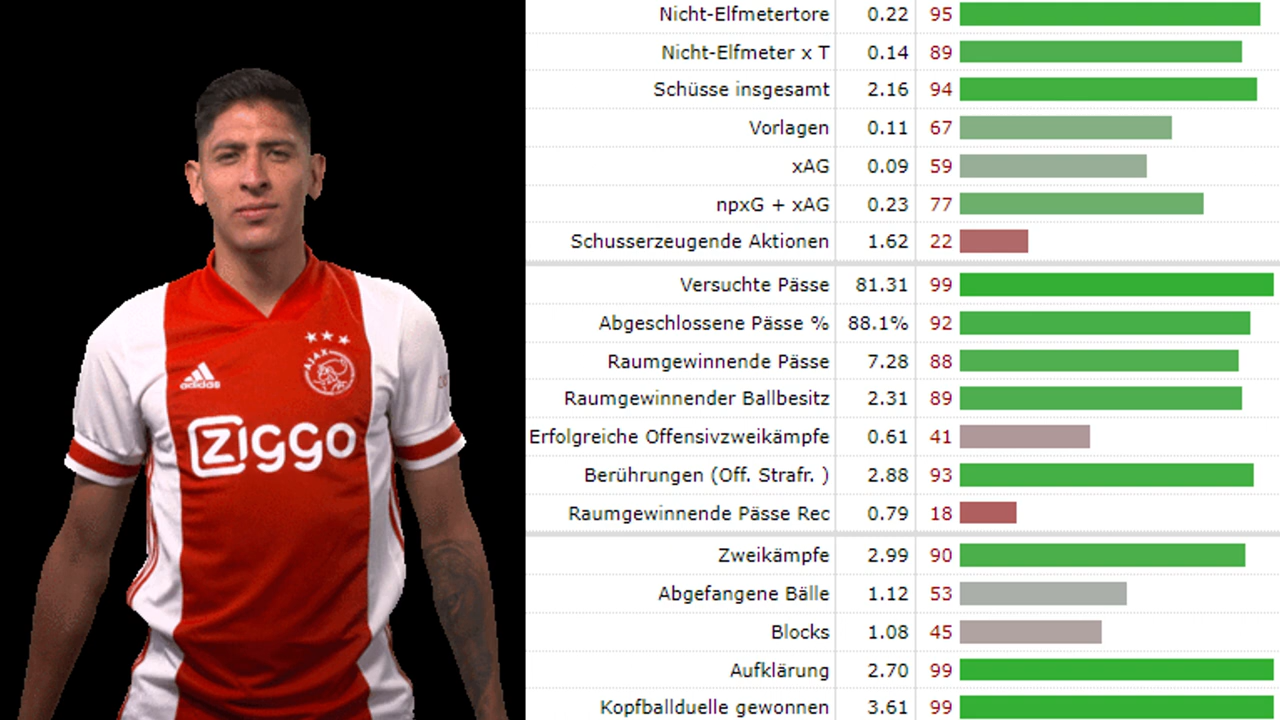 AJAX
adidas
ziggo
Nicht-Elfmetertore 0.22 95
Nicht-Elfmeter x T 0.14 89
Schüsse insgesamt 2.16 94
Vorlagen 0.11 67
xAG 0.09 59
npxG + xAG 0.23 77
Schusserzeugende Aktionen 1.62 22
Versuchte Pässe 81.31 99
Abgeschlossene Pässe % 88.1% 92
Raumgewinnende Pässe 7.28 88
Raumgewinnender Ballbesitz 2.31 89
Erfolgreiche Offensivzweikämpfe 0.61 41
Berührungen (Off. Strafr. ) 2.88 93
Raumgewinnende Pässe Rec 0.79 18
Zweikämpfe 2.99 90
Abgefangene Bälle 1.12 53
Blocks 1.08 45
Aufklärung 2.70 99
Kopfballduelle gewonnen 3.61 99